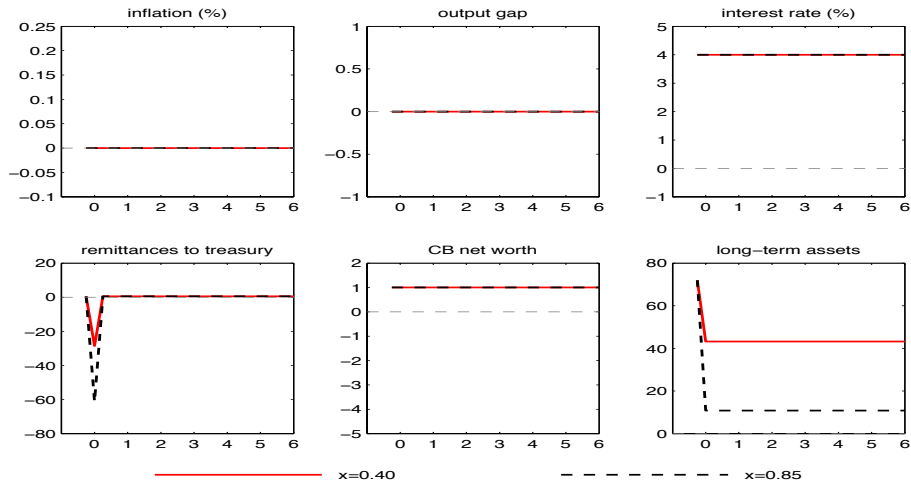 inflation (%)
output gap
interest rate (%)
0.25
0.2
0.15
0.1
0.05
0
−0.05
−0.1
0 1 2 3 4 5 6
1
0.5
0
−0.5
−1
0 1 2 3 4 5 6
5
4
3
2
1
0
−1
0 1 2 3 4 5 6
remittances to treasury
CB net worth
long−term assets
20
0
−20
−40
−60
−80
0 1 2 3 4 5 6
2
1
0
−1
−2
−3
−4
−5
0 1 2 3 4 5 6
80
60
40
20
0
0 1 2 3 4 5 6
x=0.40
x=0.85